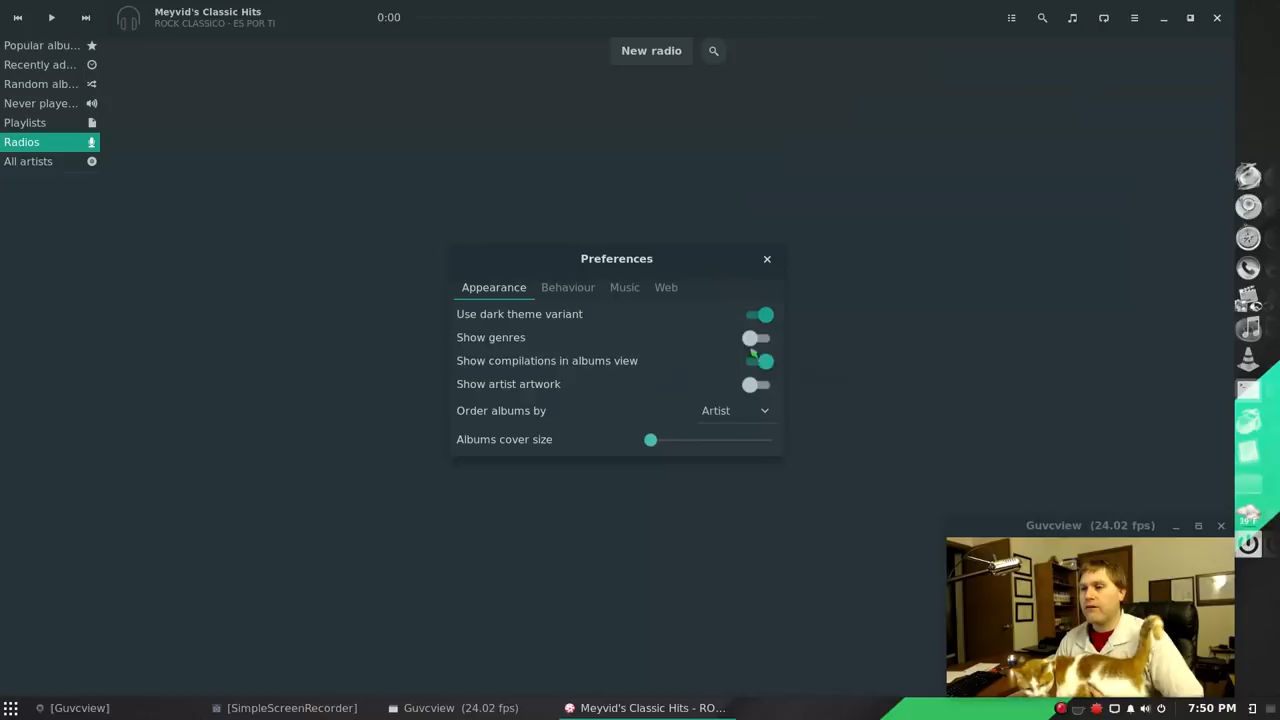 Meyvid's Classic Hits
ROCK CLASSICO - ES POR TI
0:00
Popular albu...
Recently ad...
Random alb...
Never playe...
Playlists
Radios
All artists
New radio
Preferences
Appearance Behaviour Music Web
Use dark theme variant
Show genres
Show compilations in albums view
Show artist artwork
Order albums by Artist
Albums cover size
39°F
Guvcview (24.02 fps)
[Guvcview] [SimpleScreenRecorder] Guvcview (24.02 fps) Meyvid's Classic Hits - RO... 7:50 PM